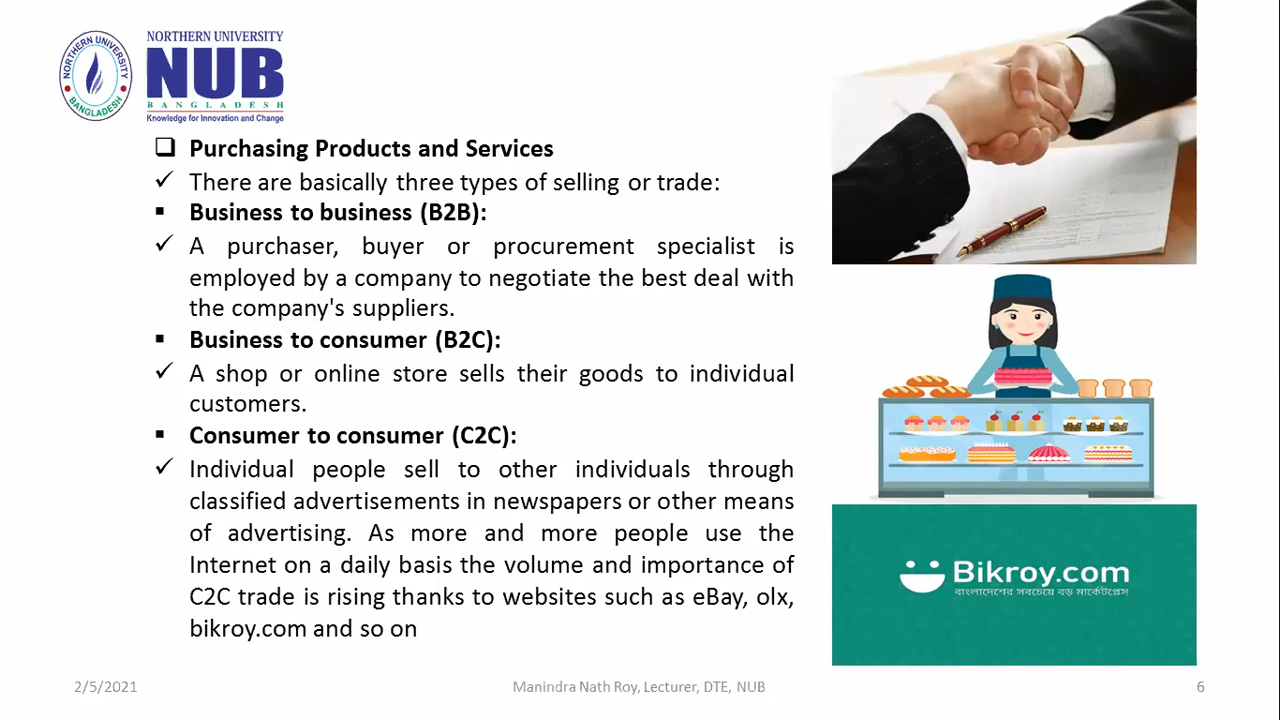 NORTHERN UNIVERSITY
BANGLADESH
NORTHERN UNIVERSITY
NUB
BANGLADESH
Knowledge for Innovation and Change
Purchasing Products and Services
There are basically three types of selling or trade:
Business to business (B2B):
A purchaser, buyer or procurement specialist is
employed by a company to negotiate the best deal with
the company's suppliers.
Business to consumer (B2C):
A shop or online store sells their goods to individual
customers.
Consumer to consumer (C2C):
Individual people sell to other individuals through
classified advertisements in newspapers or other means
of advertising. As more and more people use the
Internet on a daily basis the volume and importance of
C2C trade is rising thanks to websites such as eBay, olx,
bikroy.com and so on
Bikroy.com
বাংলাদেশের সবচেয়ে বড় মার্কেটপ্লেস
2/5/2021
Manindra Nath Roy, Lecturer, DTE, NUB
6